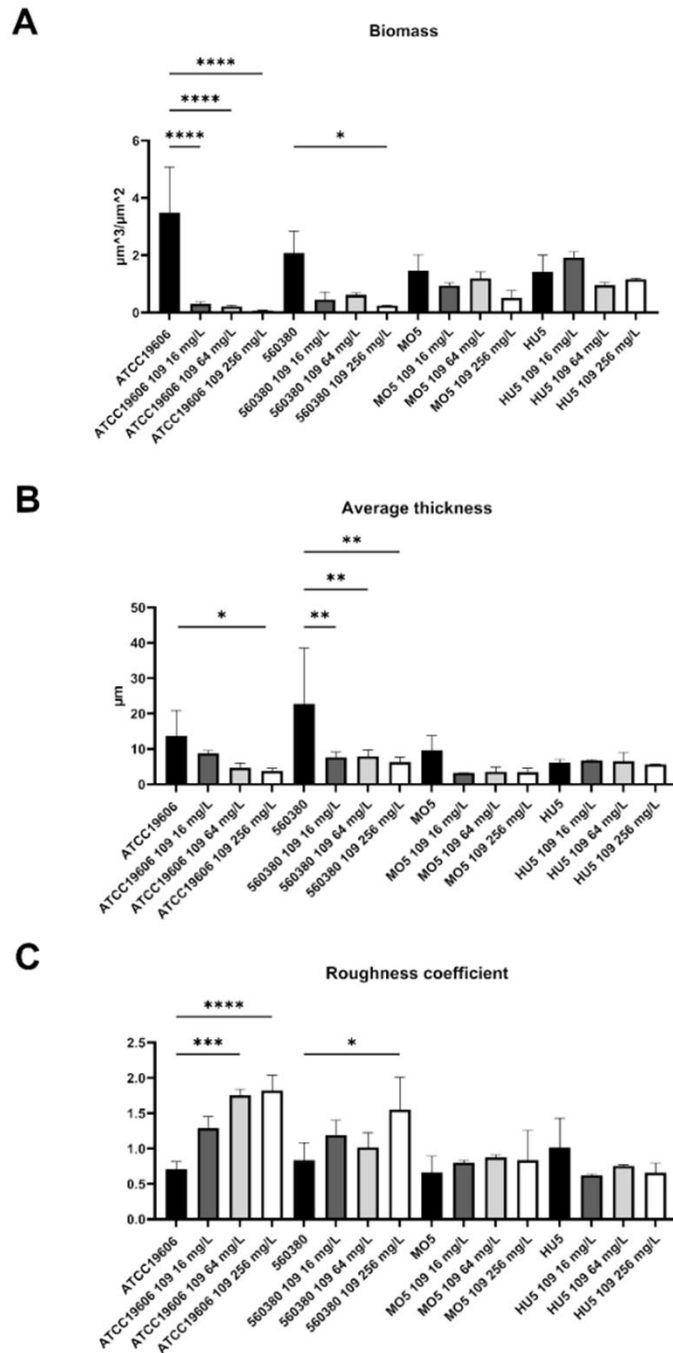 A
Biomass
****
****
****
*
µm^3/µm^2
6
4
2
0
ATCC19606
ATCC19606 109 16 mg/L
ATCC19606 109 64 mg/L
ATCC19606 109 256 mg/L
560380
560380 109 16 mg/L
560380 109 64 mg/L
560380 109 256 mg/L
MO5
MO5 109 16 mg/L
MO5 109 64 mg/L
MO5 109 256 mg/L
HU5
HU5 109 16 mg/L
HU5 109 64 mg/L
HU5 109 256 mg/L
B
Average thickness
**
**
*
**
µm
50
40
30
20
10
0
ATCC19606
ATCC19606 109 16 mg/L
ATCC19606 109 64 mg/L
ATCC19606 109 256 mg/L
560380
560380 109 16 mg/L
560380 109 64 mg/L
560380 109 256 mg/L
MO5
MO5 109 16 mg/L
MO5 109 64 mg/L
MO5 109 256 mg/L
HU5
HU5 109 16 mg/L
HU5 109 64 mg/L
HU5 109 256 mg/L
C
Roughness coefficient
****
***
*
2.5
2.0
1.5
1.0
0.5
0.0
ATCC19606
ATCC19606 109 16 mg/L
ATCC19606 109 64 mg/L
ATCC19606 109 256 mg/L
560380
560380 109 16 mg/L
560380 109 64 mg/L
560380 109 256 mg/L
MO5
MO5 109 16 mg/L
MO5 109 64 mg/L
MO5 109 256 mg/L
HU5
HU5 109 16 mg/L
HU5 109 64 mg/L
HU5 109 256 mg/L